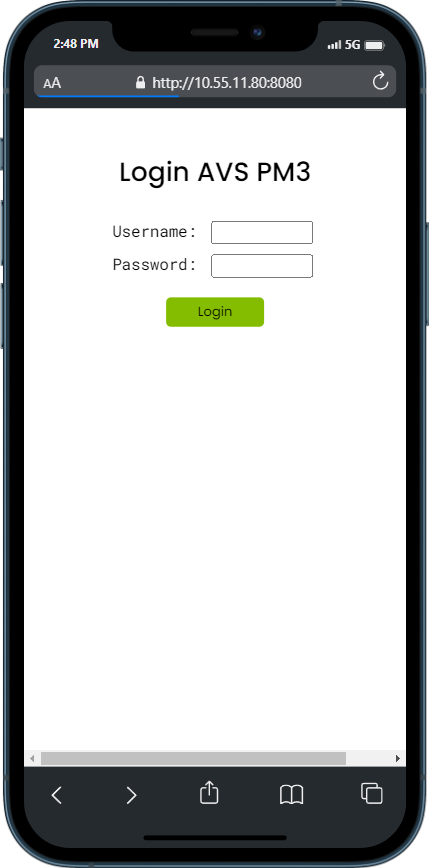 2:48 PM 5G
AA http://10.55.11.80:8080
Login AVS PM3
Username:
Password:
Login